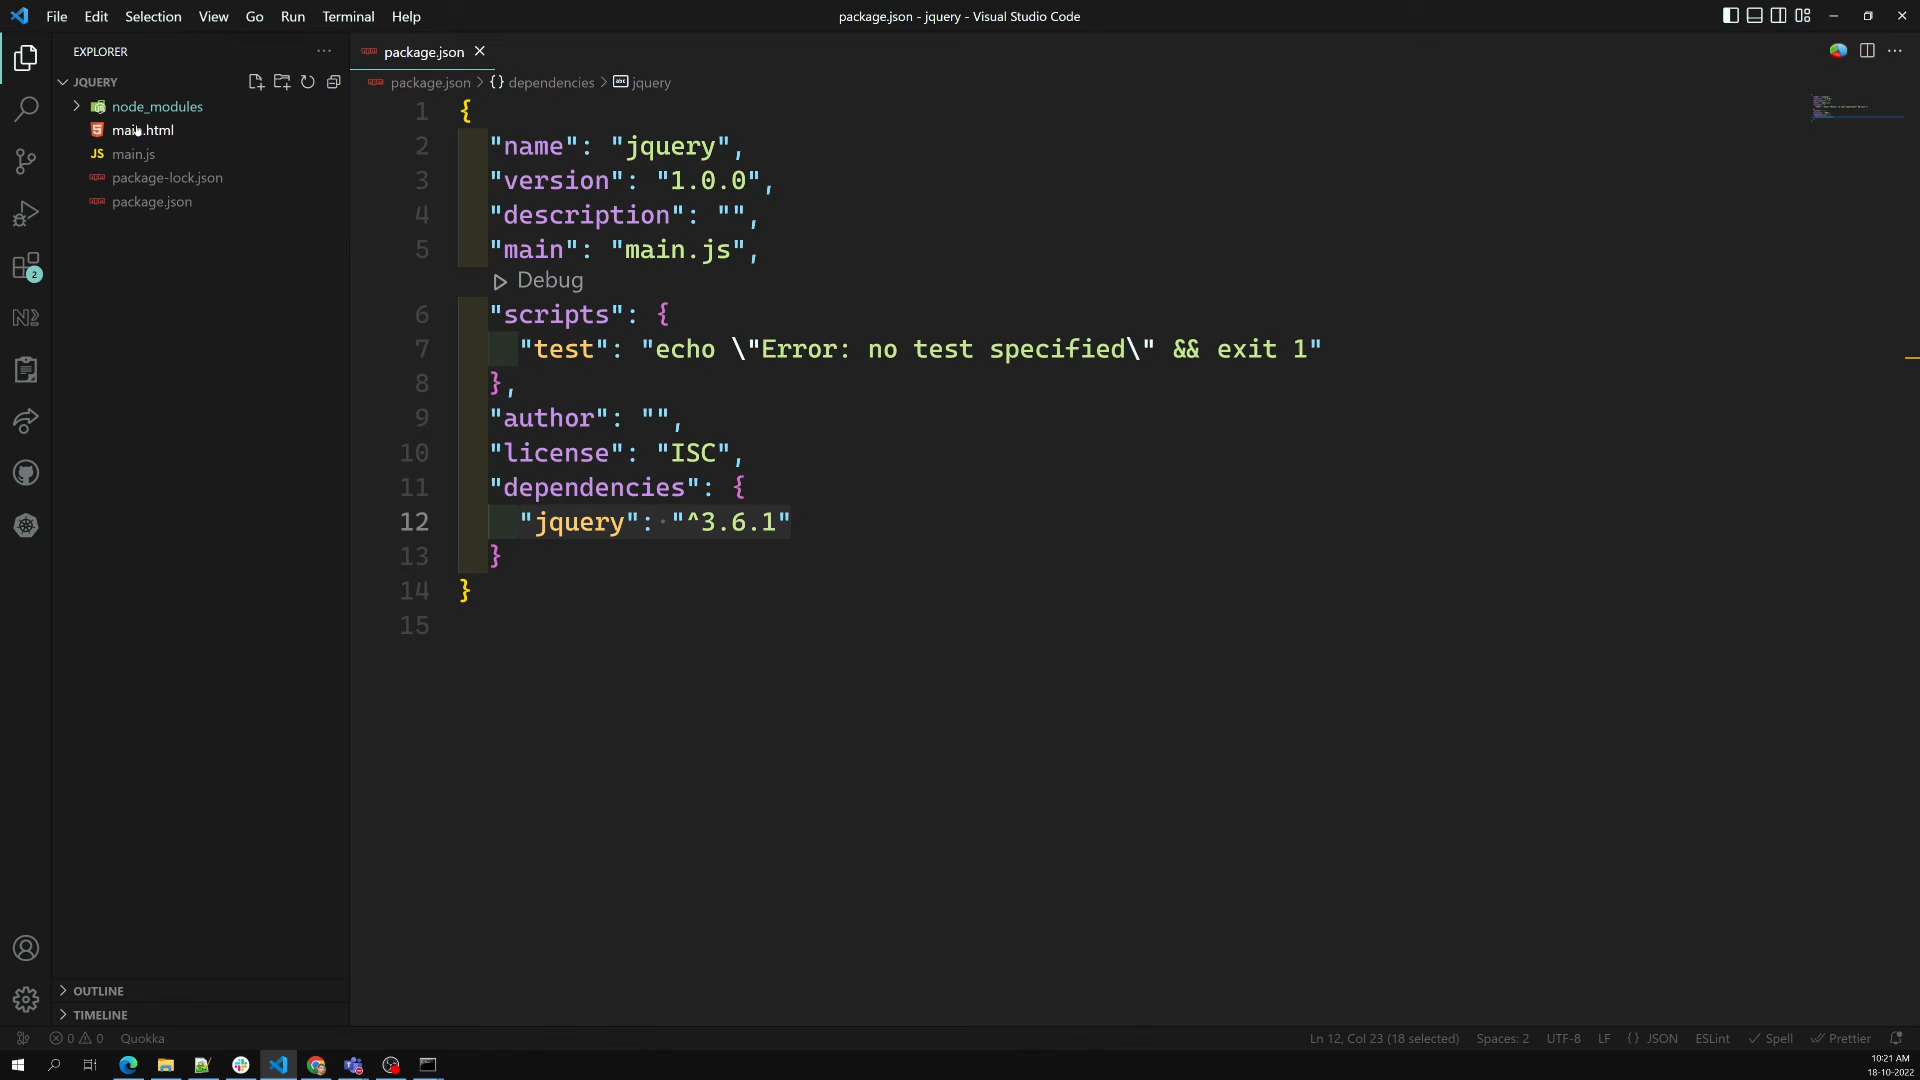 File Edit Selection View Go Run Terminal Help
package.json - jquery - Visual Studio Code
EXPLORER
JQUERY
node_modules
main.html
JS main.js
package-lock.json
package.json
OUTLINE
TIMELINE
2
package.json
package.json > {} dependencies > abc jquery
1 {
2 "name": "jquery",
3 "version": "1.0.0",
4 "description": "",
5 "main": "main.js",
Debug
6 "scripts": {
7 "test": "echo \"Error: no test specified\" && exit 1"
8 },
9 "author": "",
10 "license": "ISC",
11 "dependencies": {
12 "jquery": "^3.6.1"
13 }
14 }
15
0 0 Quokka
Ln 12, Col 23 (18 selected) Spaces: 2 UTF-8 LF {} JSON ESLint Spell Prettier
10:21 AM
18-10-2022